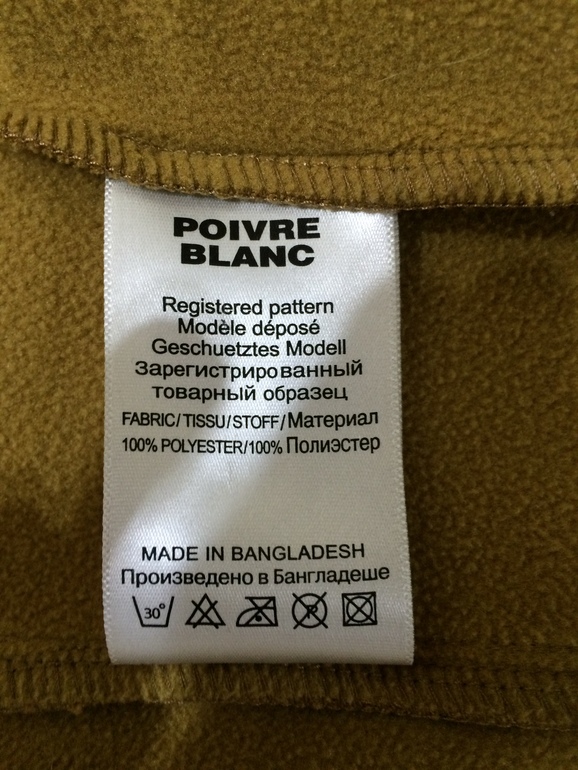 POIVRE
BLANC
Registered pattern
Modèle déposé
Geschuetztes Modell
Зарегистрированный
товарный образец
FABRIC/TISSU/STOFF/Материал
100% POLYESTER/100% Полиэстер
MADE IN BANGLADESH
Произведено в Бангладеше
30° P